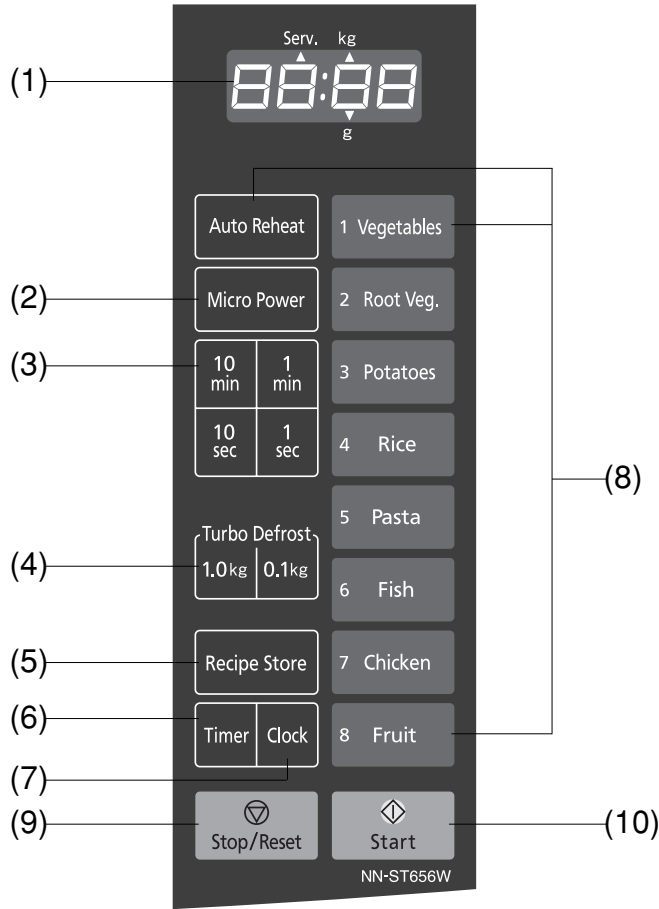 Serv. kg
(1)
88:88
g
Auto Reheat
1 Vegetables
(2)
Micro Power
2 Root Veg.
(3)
10 min
1 min
3 Potatoes
10 sec
1 sec
4 Rice
(8)
5 Pasta
Turbo Defrost
(4)
1.0kg
0.1kg
6 Fish
(5)
Recipe Store
7 Chicken
(6)
Timer
Clock
8 Fruit
(7)
(9)
Stop/Reset
Start
(10)
NN-ST656W